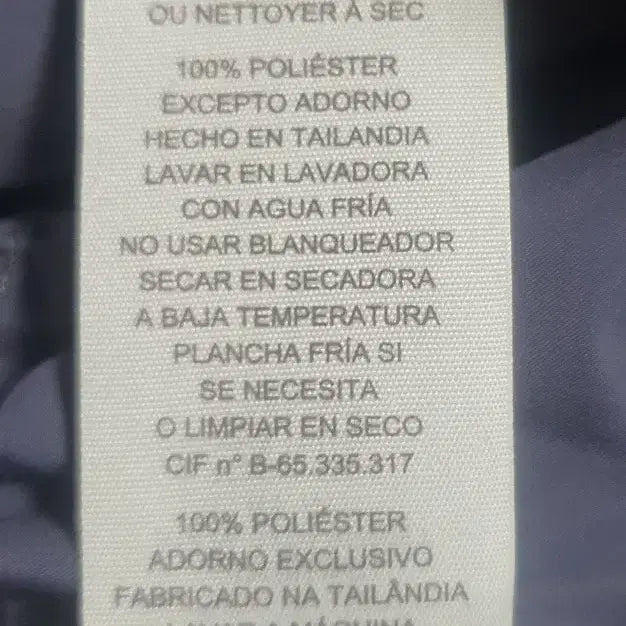 OU NETTOYER À SEC
100% POLIÉSTER
EXCEPTO ADORNO
HECHO EN TAILANDIA
LAVAR EN LAVADORA
CON AGUA FRÍA
NO USAR BLANQUEADOR
SECAR EN SECADORA
A BAJA TEMPERATURA
PLANCHA FRÍA SI
SE NECESITA
O LIMPIAR EN SECO
CIF nº B-65.335.317
100% POLIÉSTER
ADORNO EXCLUSIVO
FABRICADO NA TAILÂNDIA
LAVAR A MÁQUINA